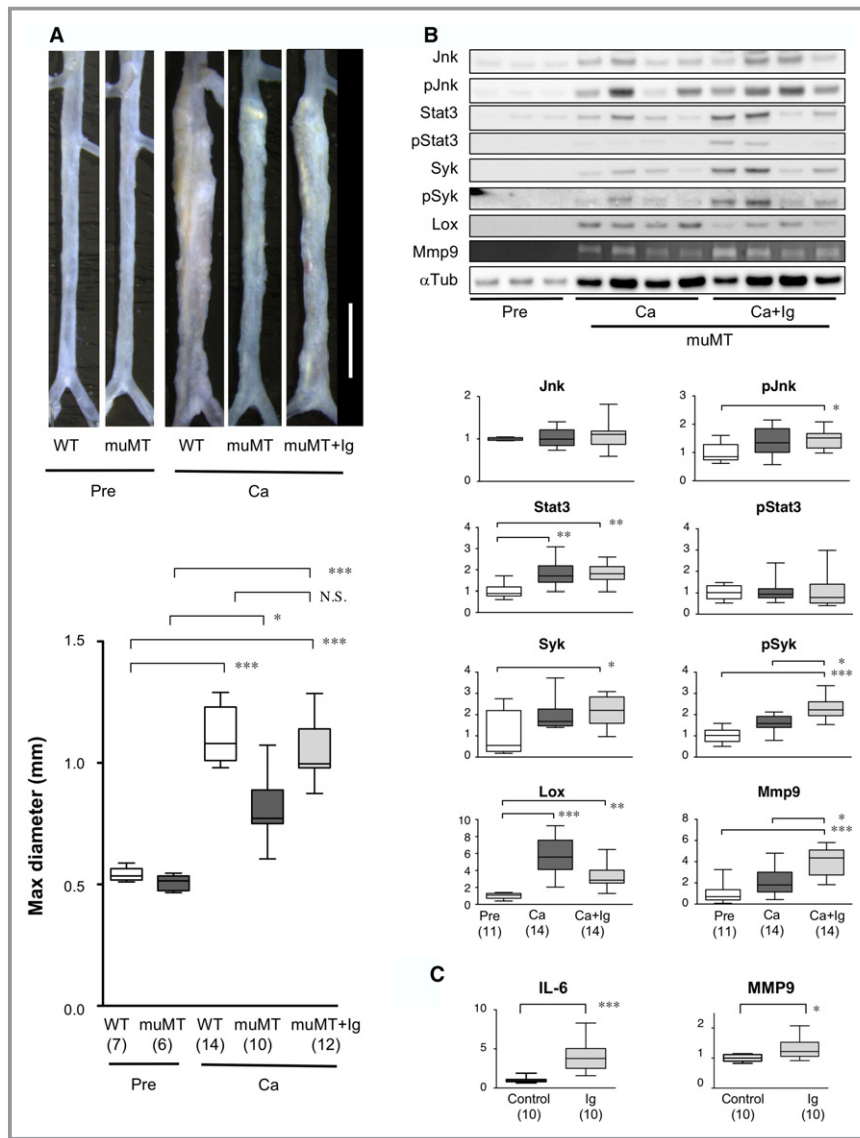 A
WT muMT WT muMT muMT+Ig
Pre Ca
***
N.S.
* ***
***
Max diameter (mm)
1.5
1.0
0.5
0.0
WT muMT WT muMT muMT+Ig
(7) (6) (14) (10) (12)
Pre Ca
B
Jnk
pJnk
Stat3
pStat3
Syk
pSyk
Lox
Mmp9
αTub
Pre Ca Ca+Ig
muMT
Jnk
2
1
0
pJnk
*
3
2
1
0
Stat3
**
**
4
3
2
1
0
pStat3
4
3
2
1
0
Syk
*
4
3
2
1
0
pSyk
*
***
4
3
2
1
0
Lox
**
***
10
8
6
4
2
0
Pre Ca Ca+Ig
(11) (14) (14)
Mmp9
*
***
8
6
4
2
0
Pre Ca Ca+Ig
(11) (14) (14)
C
IL-6
***
10
5
0
Control Ig
(10) (10)
MMP9
*
3
2
1
0
Control Ig
(10) (10)